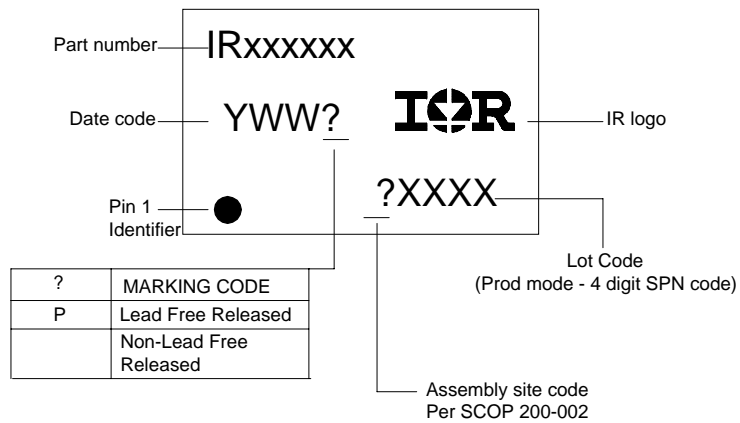 Part number
IRxxxxxx
Date code
YWW?
IOR
IR logo
?XXXX
Pin 1
Identifier
Lot Code
(Prod mode - 4 digit SPN code)
? MARKING CODE
P Lead Free Released
Non-Lead Free
Released
Assembly site code
Per SCOP 200-002